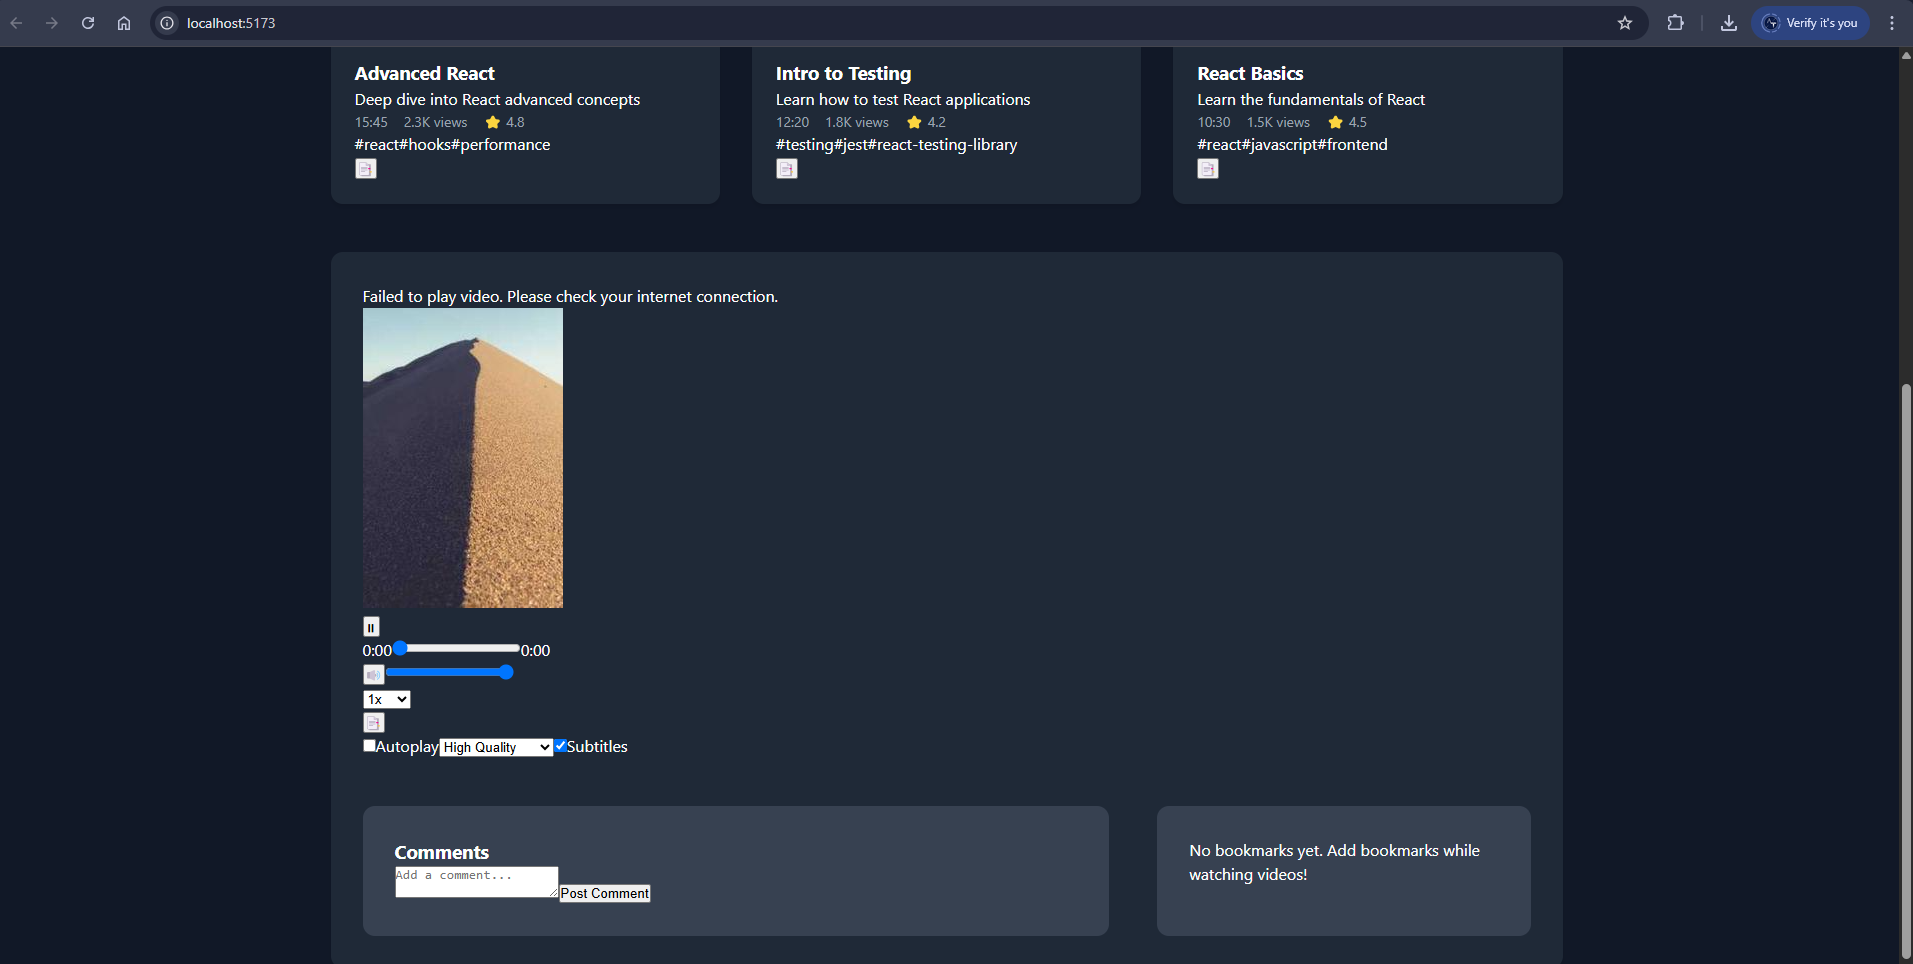 localhost:5173
Verify it's you
Advanced React
Deep dive into React advanced concepts
15:45 2.3K views ⭐ 4.8
#react#hooks#performance
Intro to Testing
Learn how to test React applications
12:20 1.8K views ⭐ 4.2
#testing#jest#react-testing-library
React Basics
Learn the fundamentals of React
10:30 1.5K views ⭐ 4.5
#react#javascript#frontend
Failed to play video. Please check your internet connection.
0:00 0:00
1x
Autoplay High Quality Subtitles
Comments
Add a comment...
Post Comment
No bookmarks yet. Add bookmarks while
watching videos!